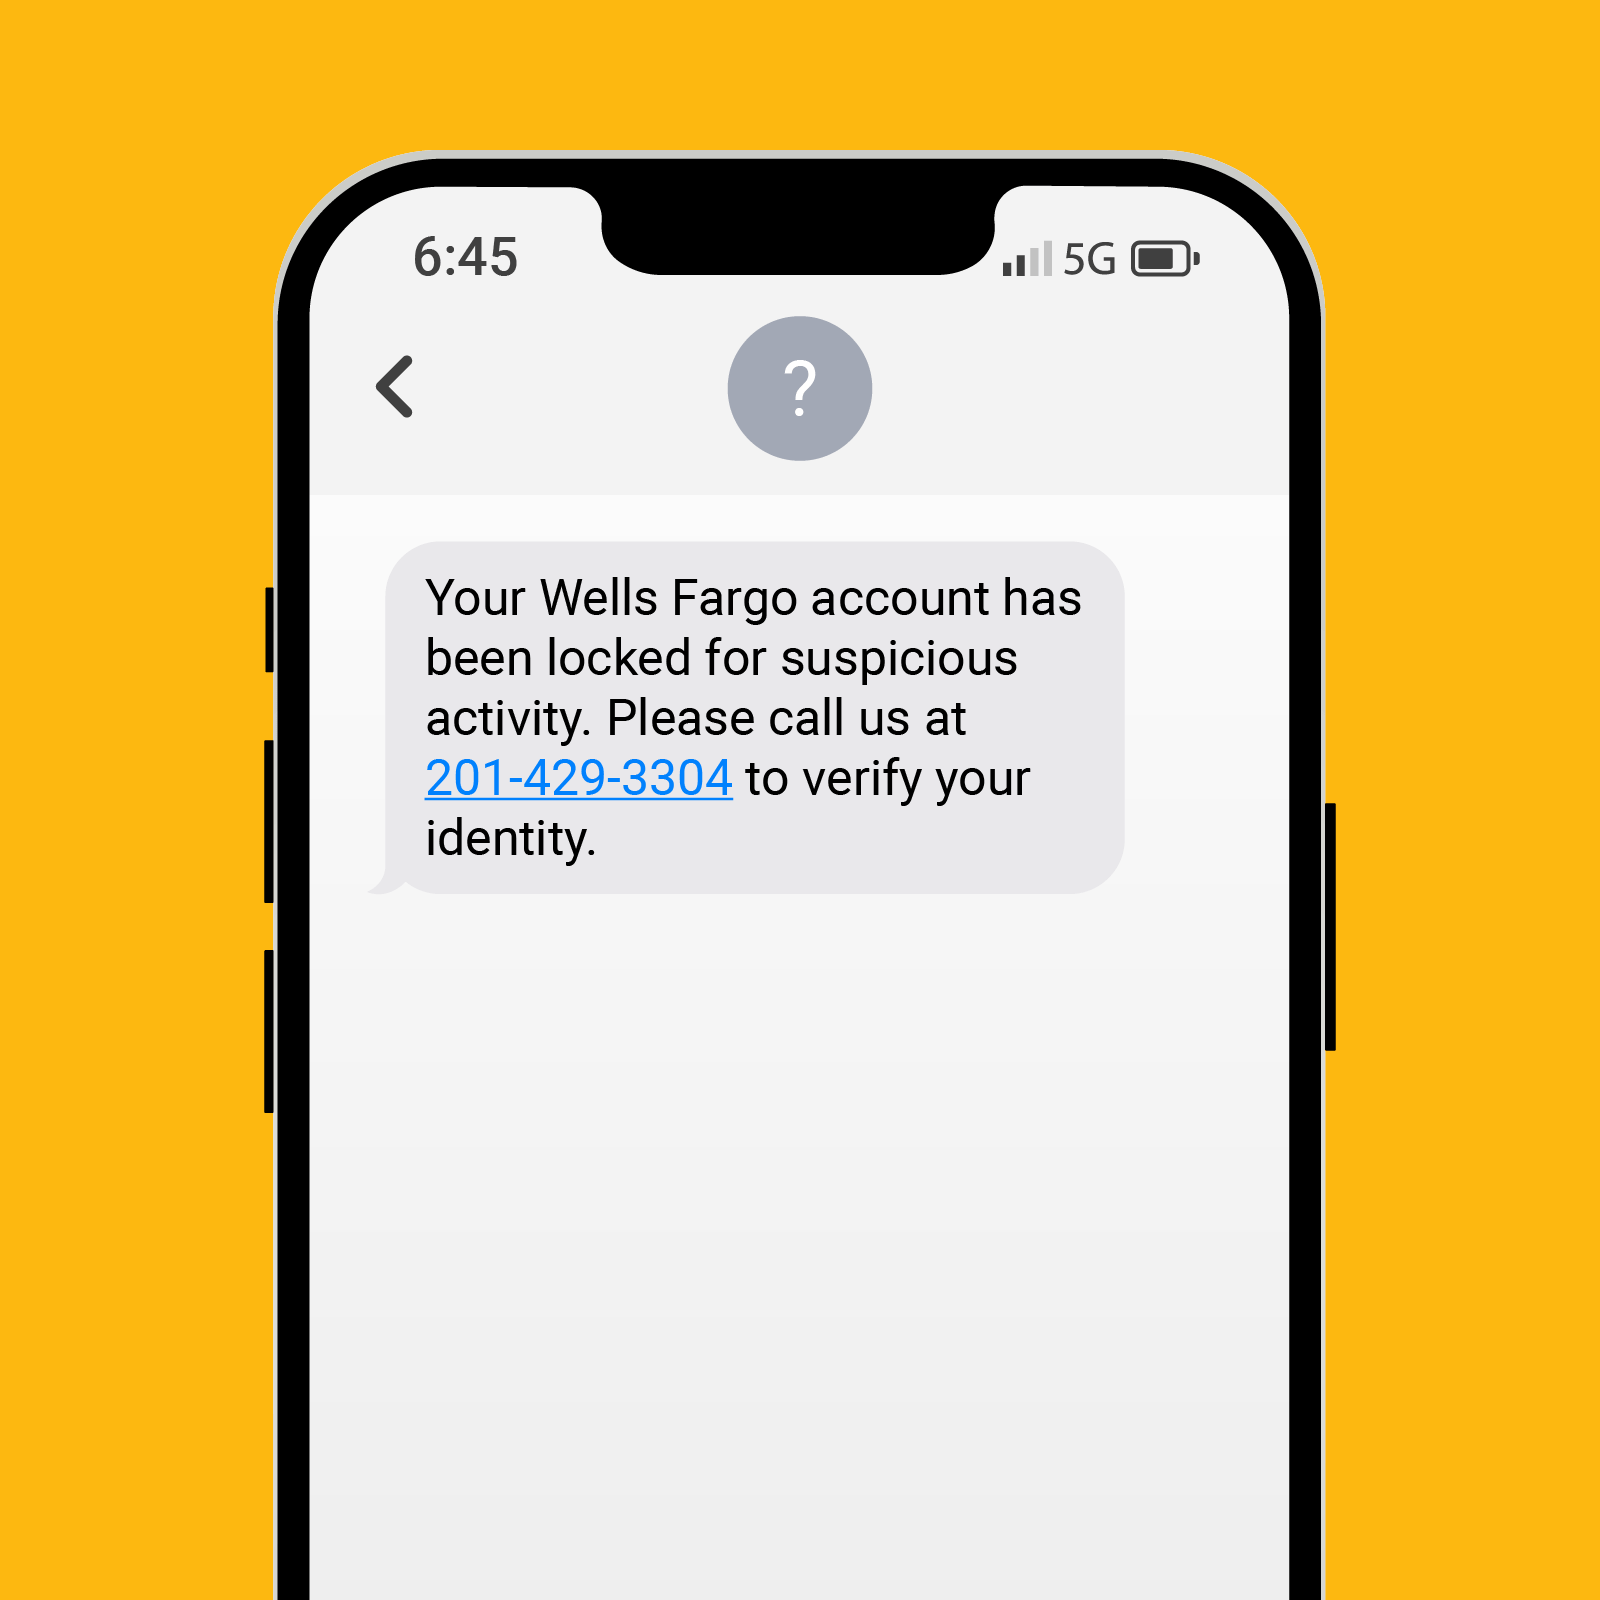 6:45 5G
?
Your Wells Fargo account has
been locked for suspicious
activity. Please call us at
201-429-3304 to verify your
identity.